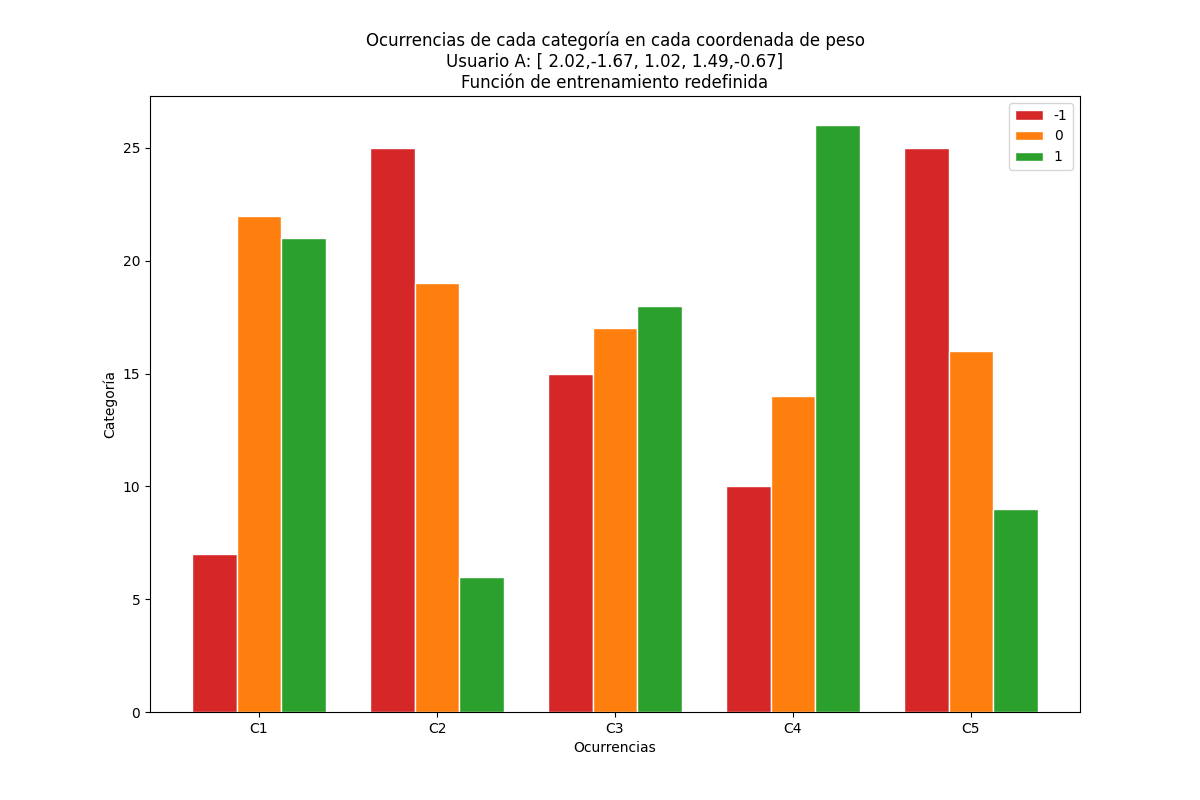 Ocurrencias de cada categoría en cada coordenada de peso
Usuario A: [ 2.02,-1.67, 1.02, 1.49,-0.67]
Función de entrenamiento redefinida
-1
0
1
25
20
15
10
5
0
Categoría
C1 C2 C3 C4 C5
Ocurrencias